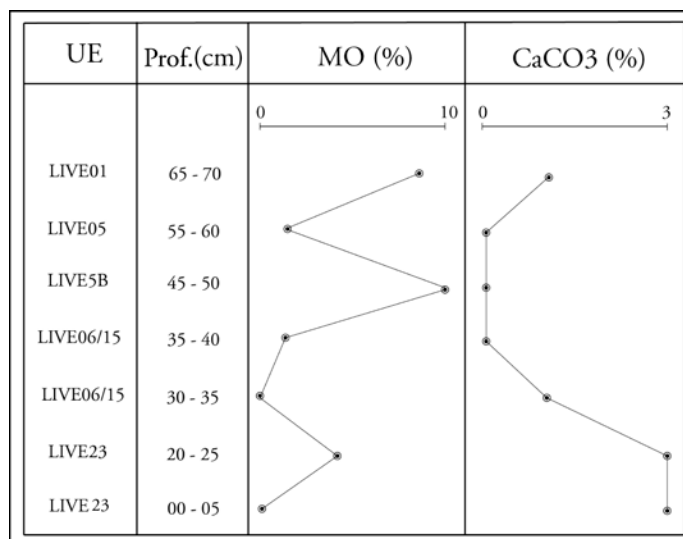 UE Prof.(cm) MO (%) CaCO3 (%)
0 10 0 3
LIVE01 65 - 70
LIVE05 55 - 60
LIVE5B 45 - 50
LIVE06/15 35 - 40
LIVE06/15 30 - 35
LIVE23 20 - 25
LIVE 23 00 - 05